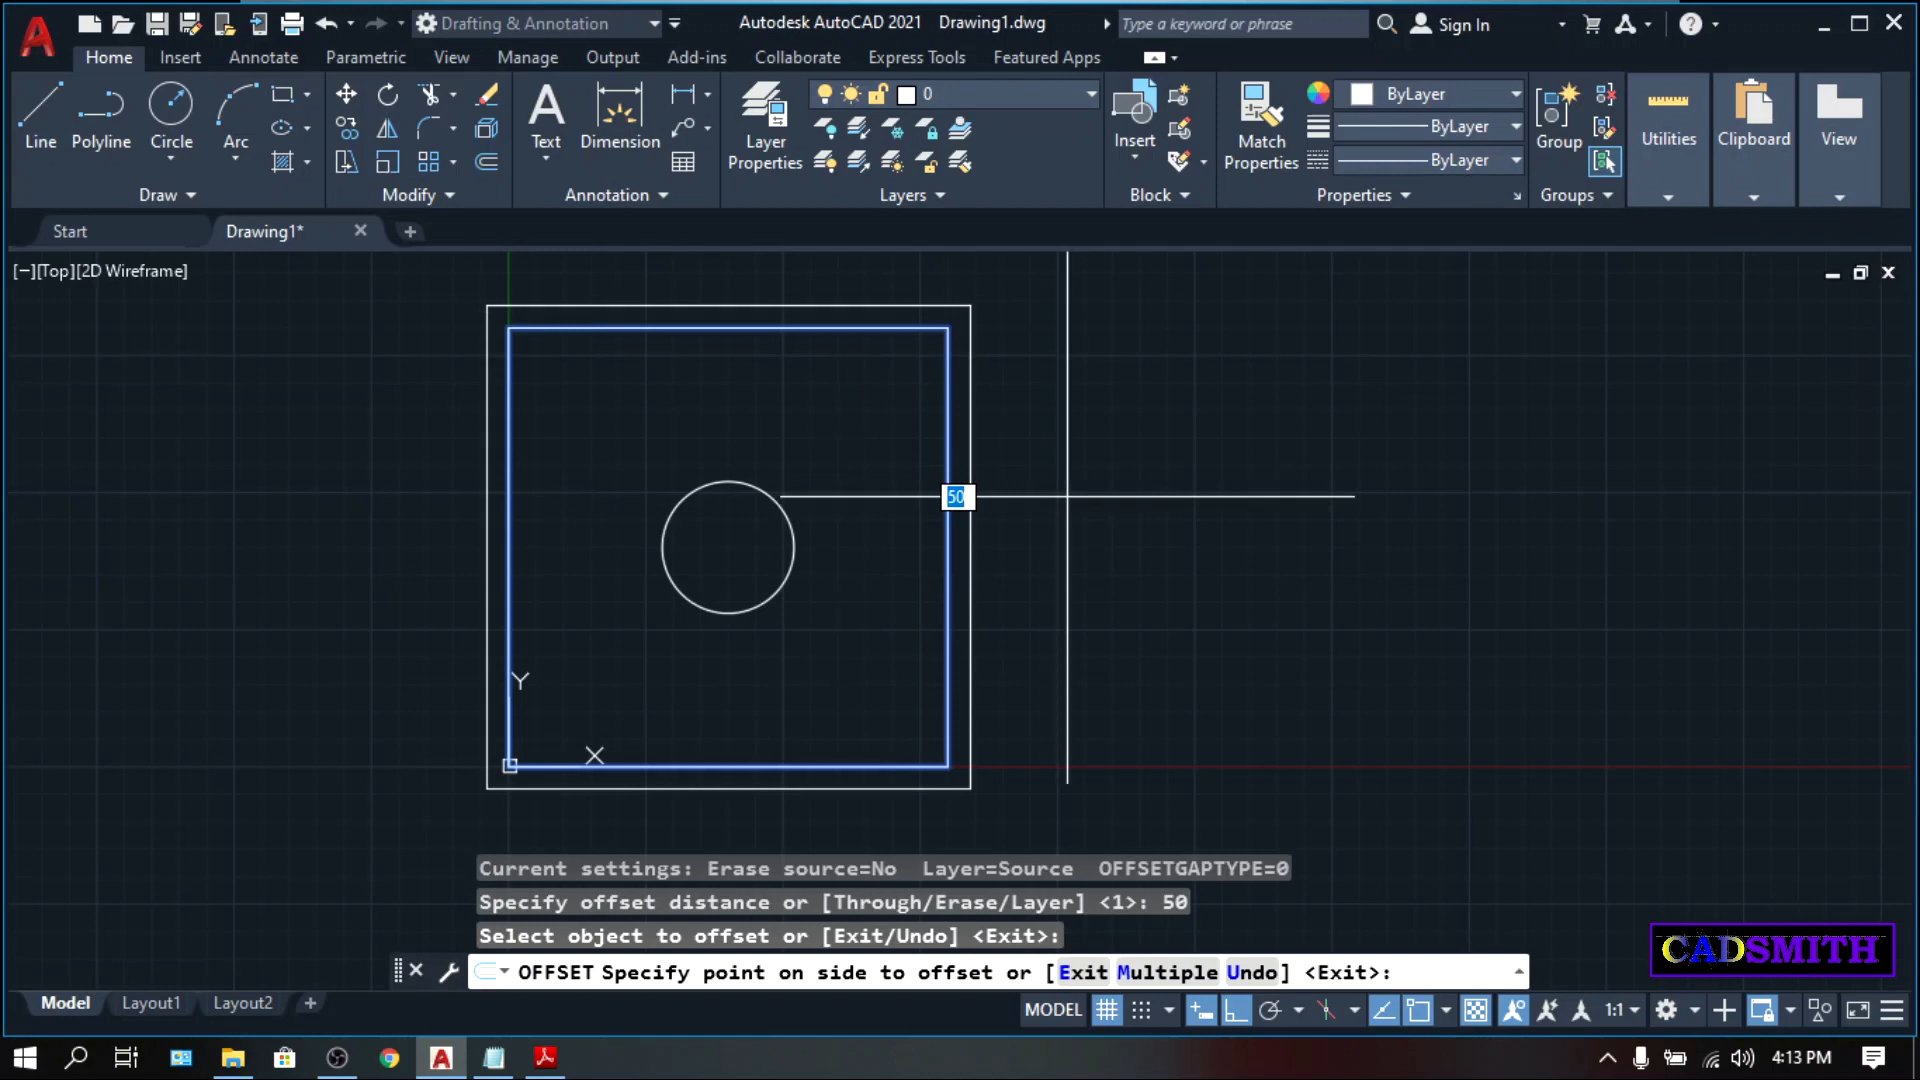 Drafting & Annotation
Autodesk AutoCAD 2021 Drawing1.dwg
Type a keyword or phrase
Sign In
Home Insert Annotate Parametric View Manage Output Add-ins Collaborate Express Tools Featured Apps
Line Polyline Circle Arc
Text Dimension
Layer Properties
0
Insert
Match Properties
ByLayer
ByLayer
ByLayer
Group
Utilities
Clipboard
View
Draw Modify Annotation Layers Block Properties Groups
Start Drawing1*
[−][Top][2D Wireframe]
50
Y
X
Current settings: Erase source=No Layer=Source OFFSETGAPTYPE=0
Specify offset distance or [Through/Erase/Layer] <1>: 50
Select object to offset or [Exit/Undo] <Exit>:
OFFSET Specify point on side to offset or [Exit Multiple Undo] <Exit>:
CADSMITH
Model Layout1 Layout2
MODEL
1:1
4:13 PM